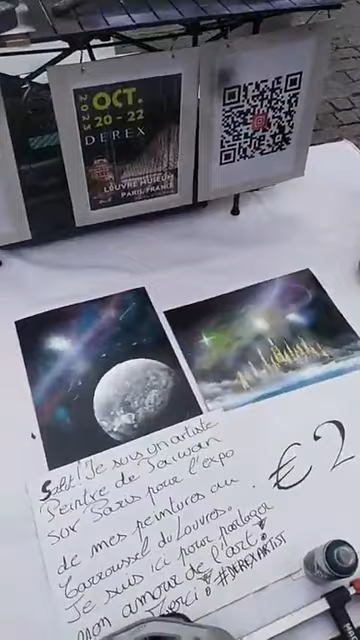 2023
OCT.
20 - 22
DEREX
LOUVRE MUSEUM
PARIS, FRANCE
Salut! Je suis un artiste
Peintre de Taiwan
sur Paris pour l'expo
de mes peintures au
Carroussel du Louvres.
Je suis ici pour partager
mon amour de l'art.
Merci! #DEREXARTIST
€2